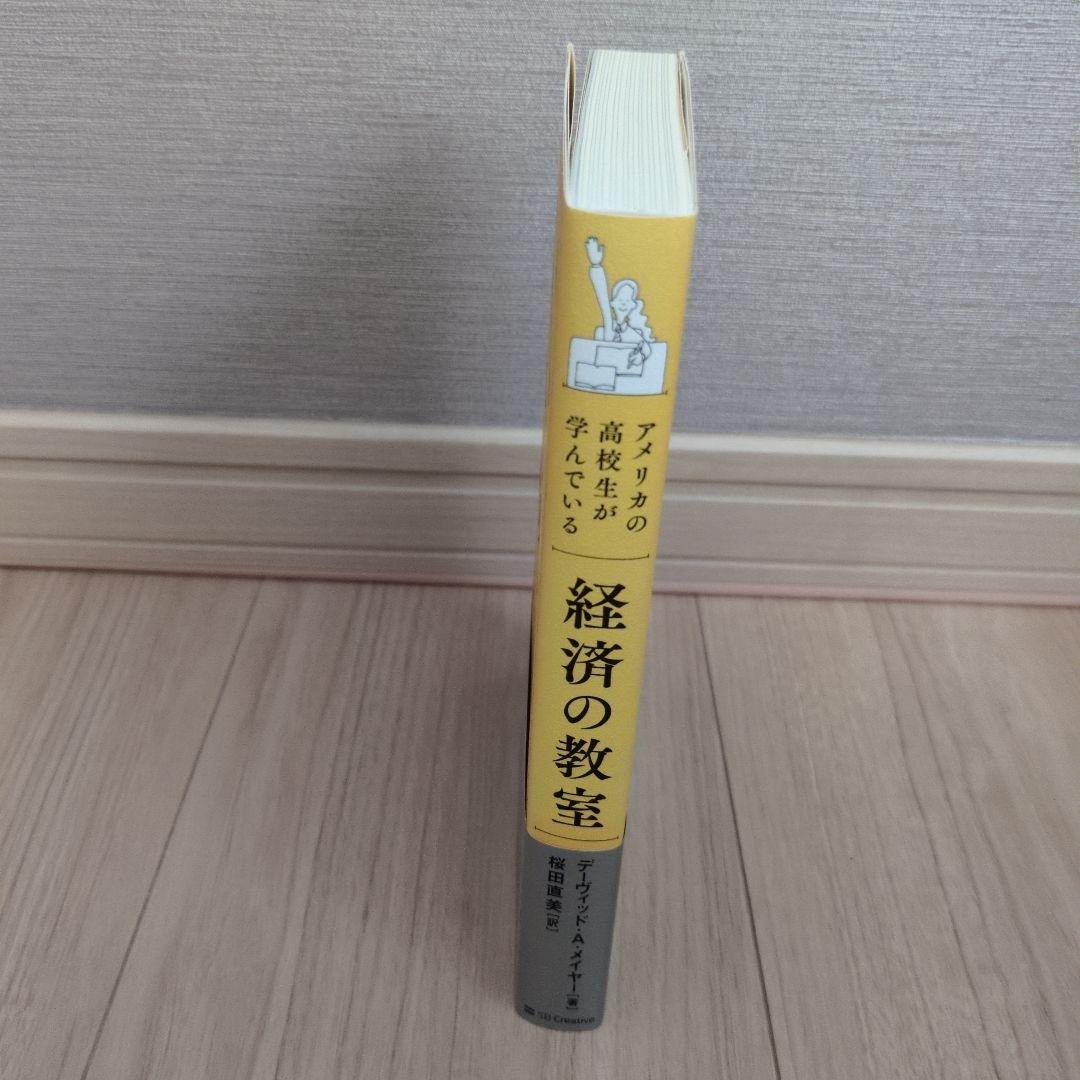 アメリカの
高校生が
学んでいる
経済の教室
デーヴィッド・A・メイヤー[著]
桜田直美[訳]
SB Creative